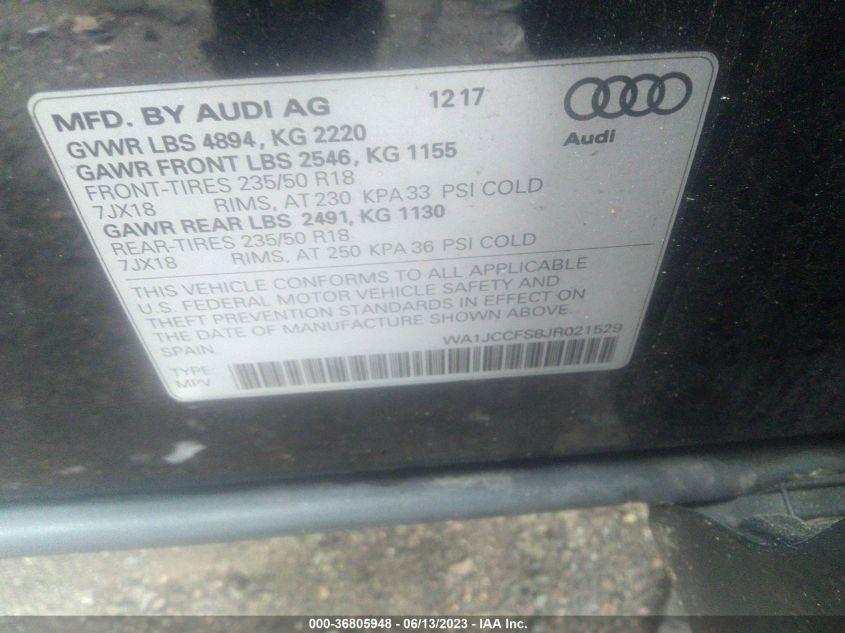 MFD. BY AUDI AG 12 17
Audi
GVWR LBS 4894, KG 2220
GAWR FRONT LBS 2546, KG 1155
FRONT-TIRES 235/50 R18
7JX18 RIMS, AT 230 KPA 33 PSI COLD
GAWR REAR LBS 2491, KG 1130
REAR-TIRES 235/50 R18
7JX18 RIMS, AT 250 KPA 36 PSI COLD
THIS VEHICLE CONFORMS TO ALL APPLICABLE
U.S. FEDERAL MOTOR VEHICLE SAFETY AND
THEFT PREVENTION STANDARDS IN EFFECT ON
THE DATE OF MANUFACTURE SHOWN ABOVE.
SPAIN WA1JCCFS8JR021529
TYPE:
MPV
000-36805948 - 06/13/2023 - IAA Inc.